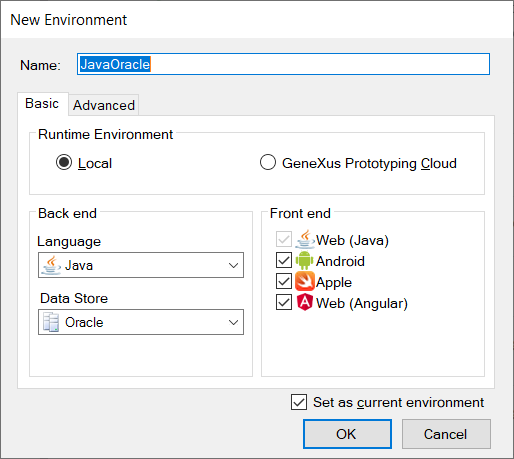 New Environment
Name: JavaOracle
Basic Advanced
Runtime Environment
Local GeneXus Prototyping Cloud
Back end
Language
Java
Data Store
Oracle
Front end
Web (Java)
Android
Apple
Web (Angular)
Set as current environment
OK Cancel